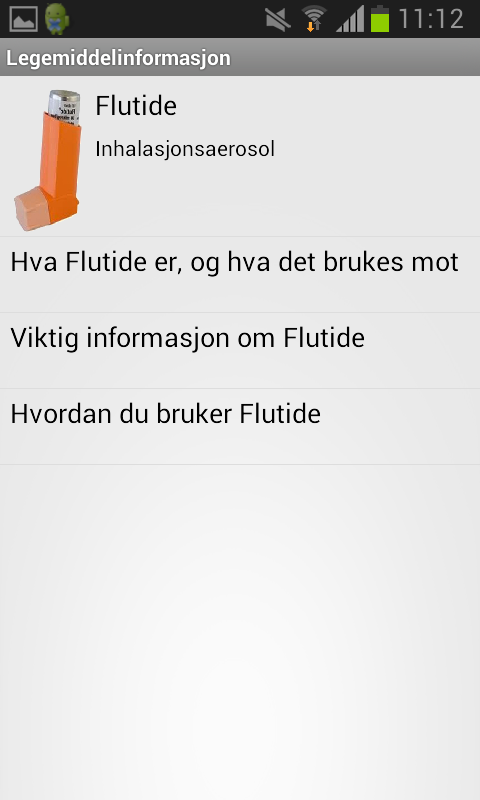 11:12
Legemiddelinformasjon
Flutide
Inhalasjonsaerosol
Hva Flutide er, og hva det brukes mot
Viktig informasjon om Flutide
Hvordan du bruker Flutide